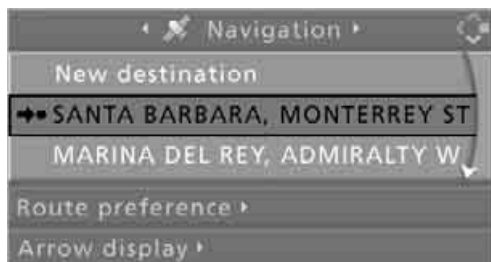 Navigation
New destination
SANTA BARBARA, MONTERREY ST
MARINA DEL REY, ADMIRALTY W
Route preference
Arrow display